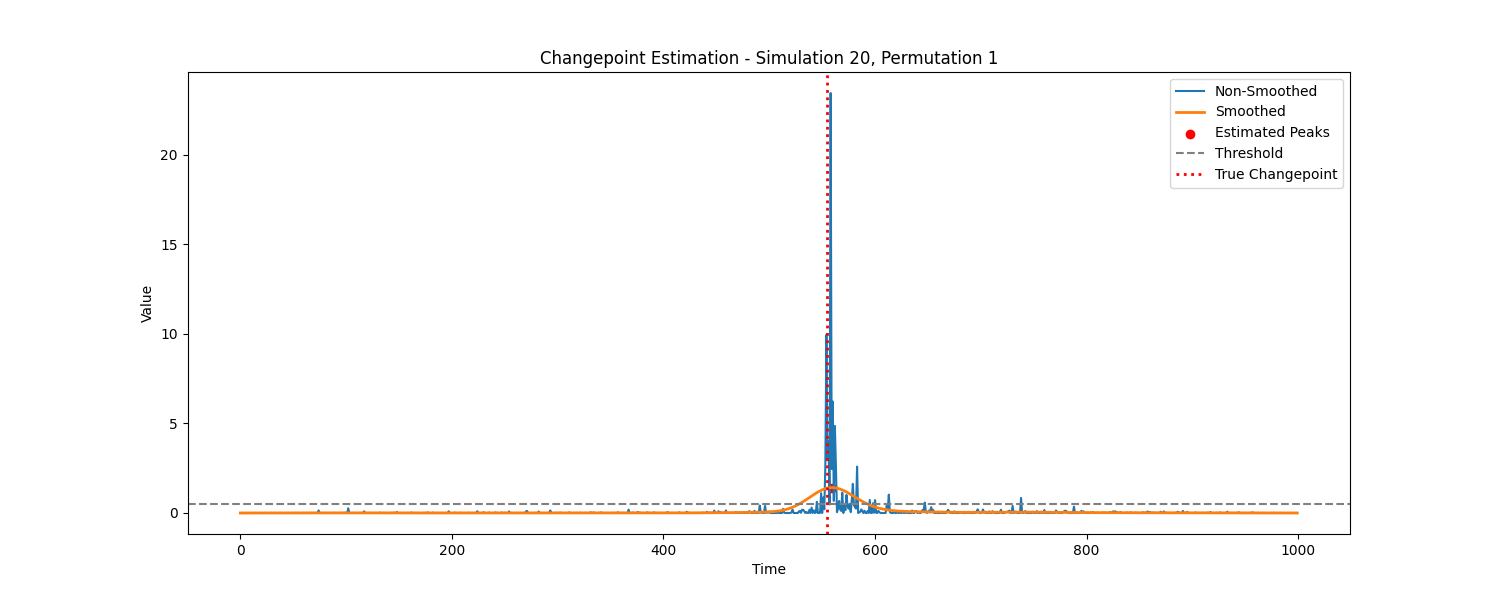 Changepoint Estimation - Simulation 20, Permutation 1
Non-Smoothed
Smoothed
Estimated Peaks
Threshold
True Changepoint
Value
20
15
10
5
0
0
200
400
600
800
1000
Time